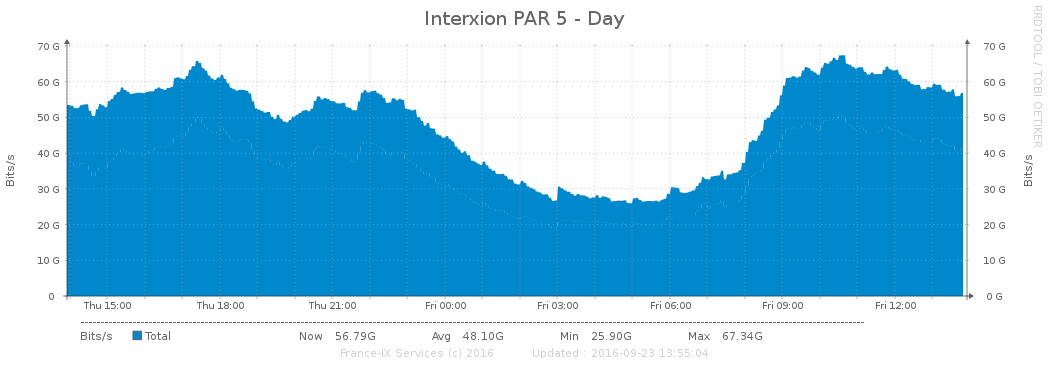 Interxion PAR 5 - Day
RRDTOOL / TOBI OETIKER
Bits/s
Bits/s
70 G 70 G
60 G 60 G
50 G 50 G
40 G 40 G
30 G 30 G
20 G 20 G
10 G 10 G
0 0 G
Thu 15:00 Thu 18:00 Thu 21:00 Fri 00:00 Fri 03:00 Fri 06:00 Fri 09:00 Fri 12:00
Bits/s Total Now 56.79G Avg 48.10G Min 25.90G Max 67.34G
France-IX Services (c) 2016 Updated : 2016-09-23 13:55:04